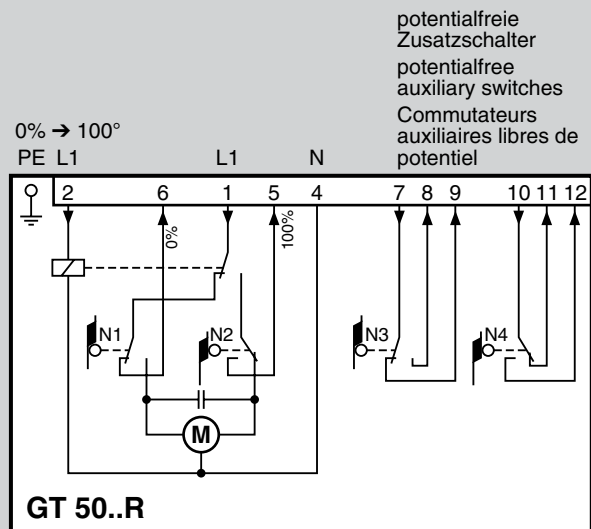 potentialfreie
Zusatzschalter
potentialfree
auxiliary switches
Commutateurs
auxiliaires libres de
potentiel
0% ➔ 100°
PE L1 L1 N
2 6 1 5 4 7 8 9 10 11 12
0% 100%
N1 N2 N3 N4
M
GT 50..R